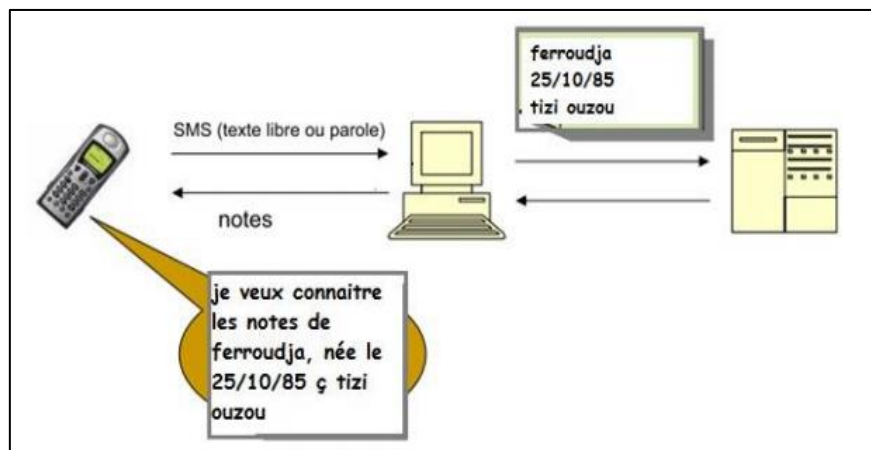 ferroudja
25/10/85
. tizi ouzou
SMS (texte libre ou parole)
notes
je veux connaitre
les notes de
ferroudja, née le
25/10/85 ç tizi
ouzou